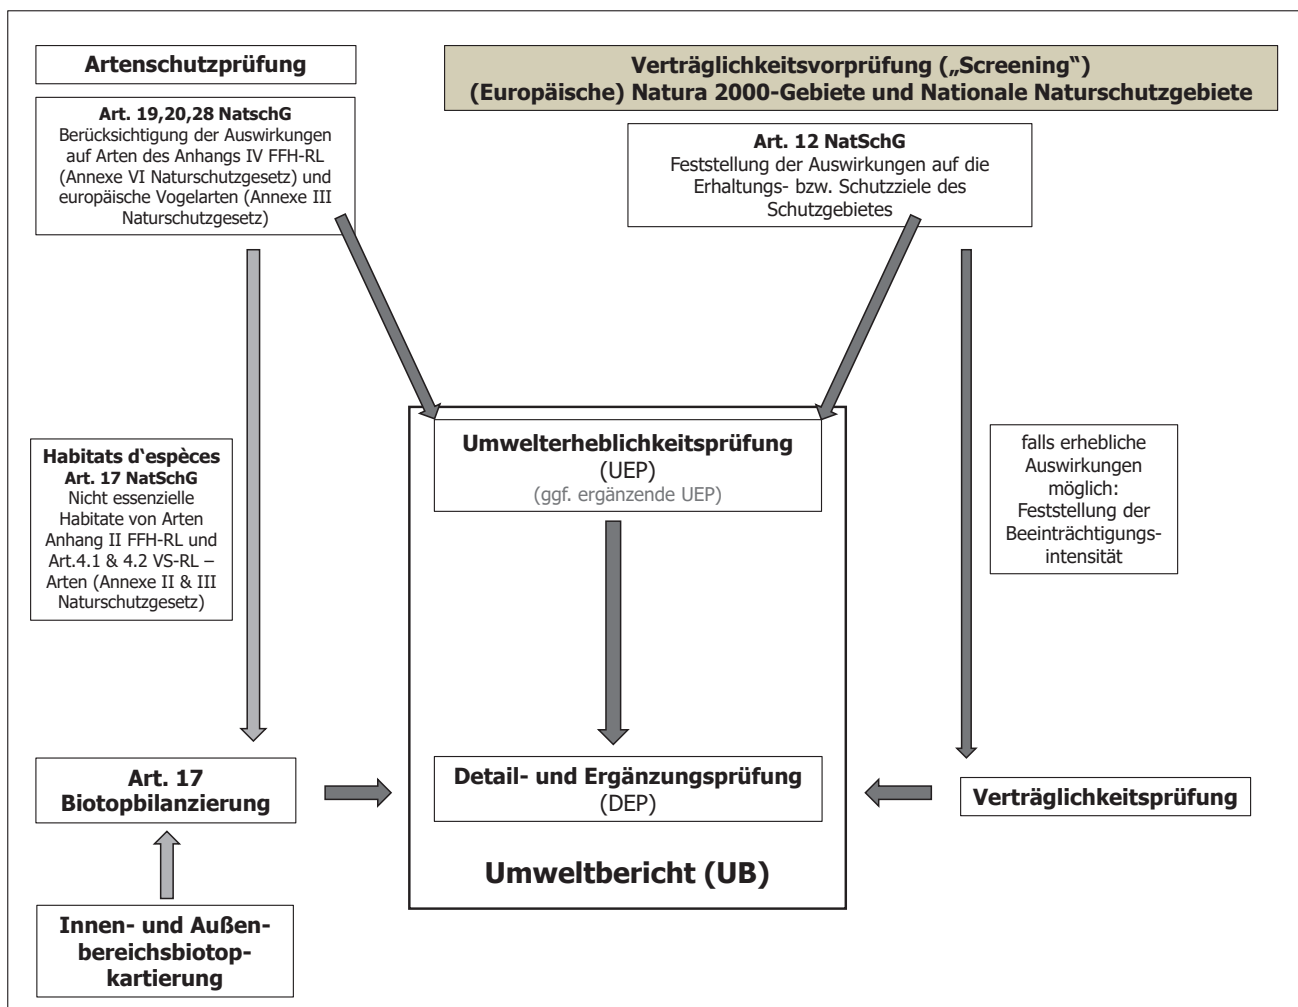 Artenschutzprüfung
Art. 19,20,28 NatschG
Berücksichtigung der Auswirkungen
auf Arten des Anhangs IV FFH-RL
(Annexe VI Naturschutzgesetz) und
europäische Vogelarten (Annexe III
Naturschutzgesetz)
Verträglichkeitsvorprüfung („Screening“)
(Europäische) Natura 2000-Gebiete und Nationale Naturschutzgebiete
Art. 12 NatSchG
Feststellung der Auswirkungen auf die
Erhaltungs- bzw. Schutzziele des
Schutzgebietes
Habitats d‘espèces
Art. 17 NatSchG
Nicht essenzielle
Habitate von Arten
Anhang II FFH-RL und
Art.4.1 & 4.2 VS-RL –
Arten (Annexe II & III
Naturschutzgesetz)
Umwelterheblichkeitsprüfung
(UEP)
(ggf. ergänzende UEP)
falls erhebliche
Auswirkungen
möglich:
Feststellung der
Beeinträchtigungs-
intensität
Art. 17
Biotopbilanzierung
Detail- und Ergänzungsprüfung
(DEP)
Verträglichkeitsprüfung
Umweltbericht (UB)
Innen- und Außen-
bereichsbiotop-
kartierung